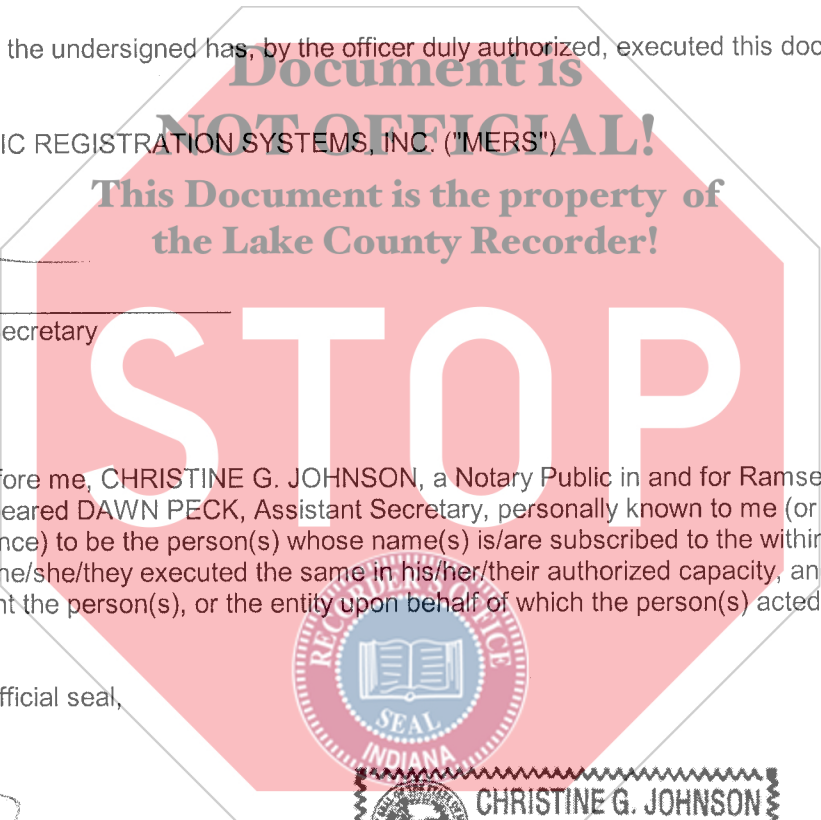 the undersigned has, by the officer duly authorized, executed this doc
Document is
IC REGISTRATION SYSTEMS, INC. ("MERS")
NOT OFFICIAL!
This Document is the property of
the Lake County Recorder!
ecretary
STOP
fore me, CHRISTINE G. JOHNSON, a Notary Public in and for Ramse
eared DAWN PECK, Assistant Secretary, personally known to me (or
nce) to be the person(s) whose name(s) is/are subscribed to the within
he/she/they executed the same in his/her/their authorized capacity, an
nt the person(s), or the entity upon behalf of which the person(s) acted
RECORDER'S OFFICE
SEAL
INDIANA
fficial seal,
CHRISTINE G. JOHNSON